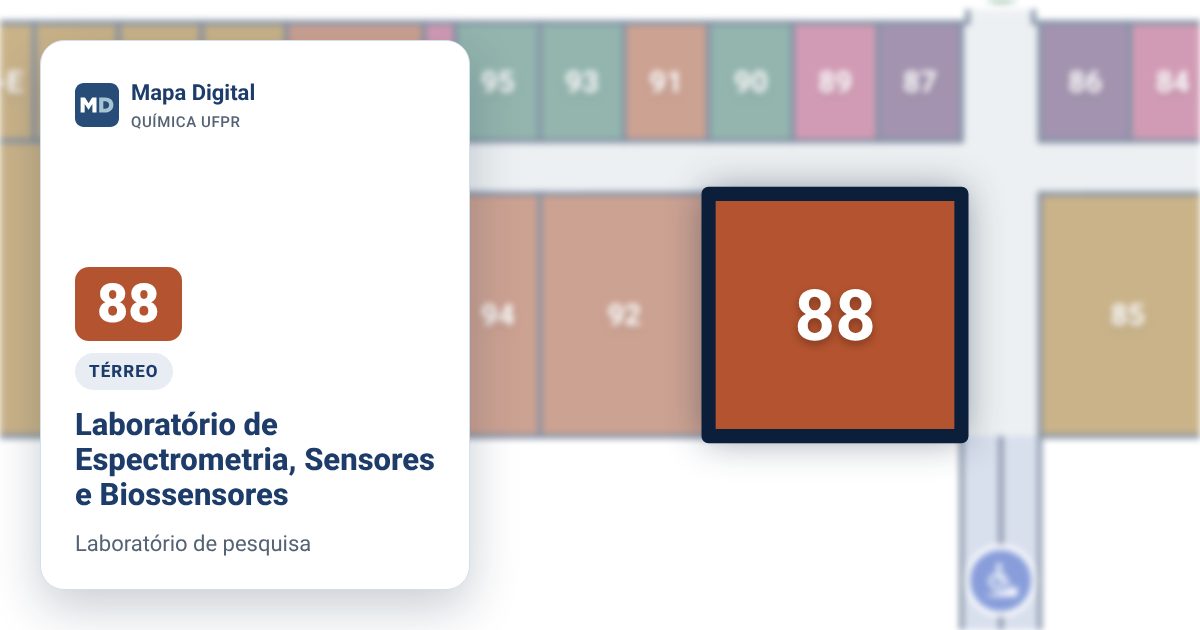 Mapa Digital
MD
QUÍMICA UFPR
88
TÉRREO
Laboratório de
Espectrometria, Sensores
e Biossensores
Laboratório de pesquisa
-E
95
93
91
90
89
87
86
84
94
92
88
85